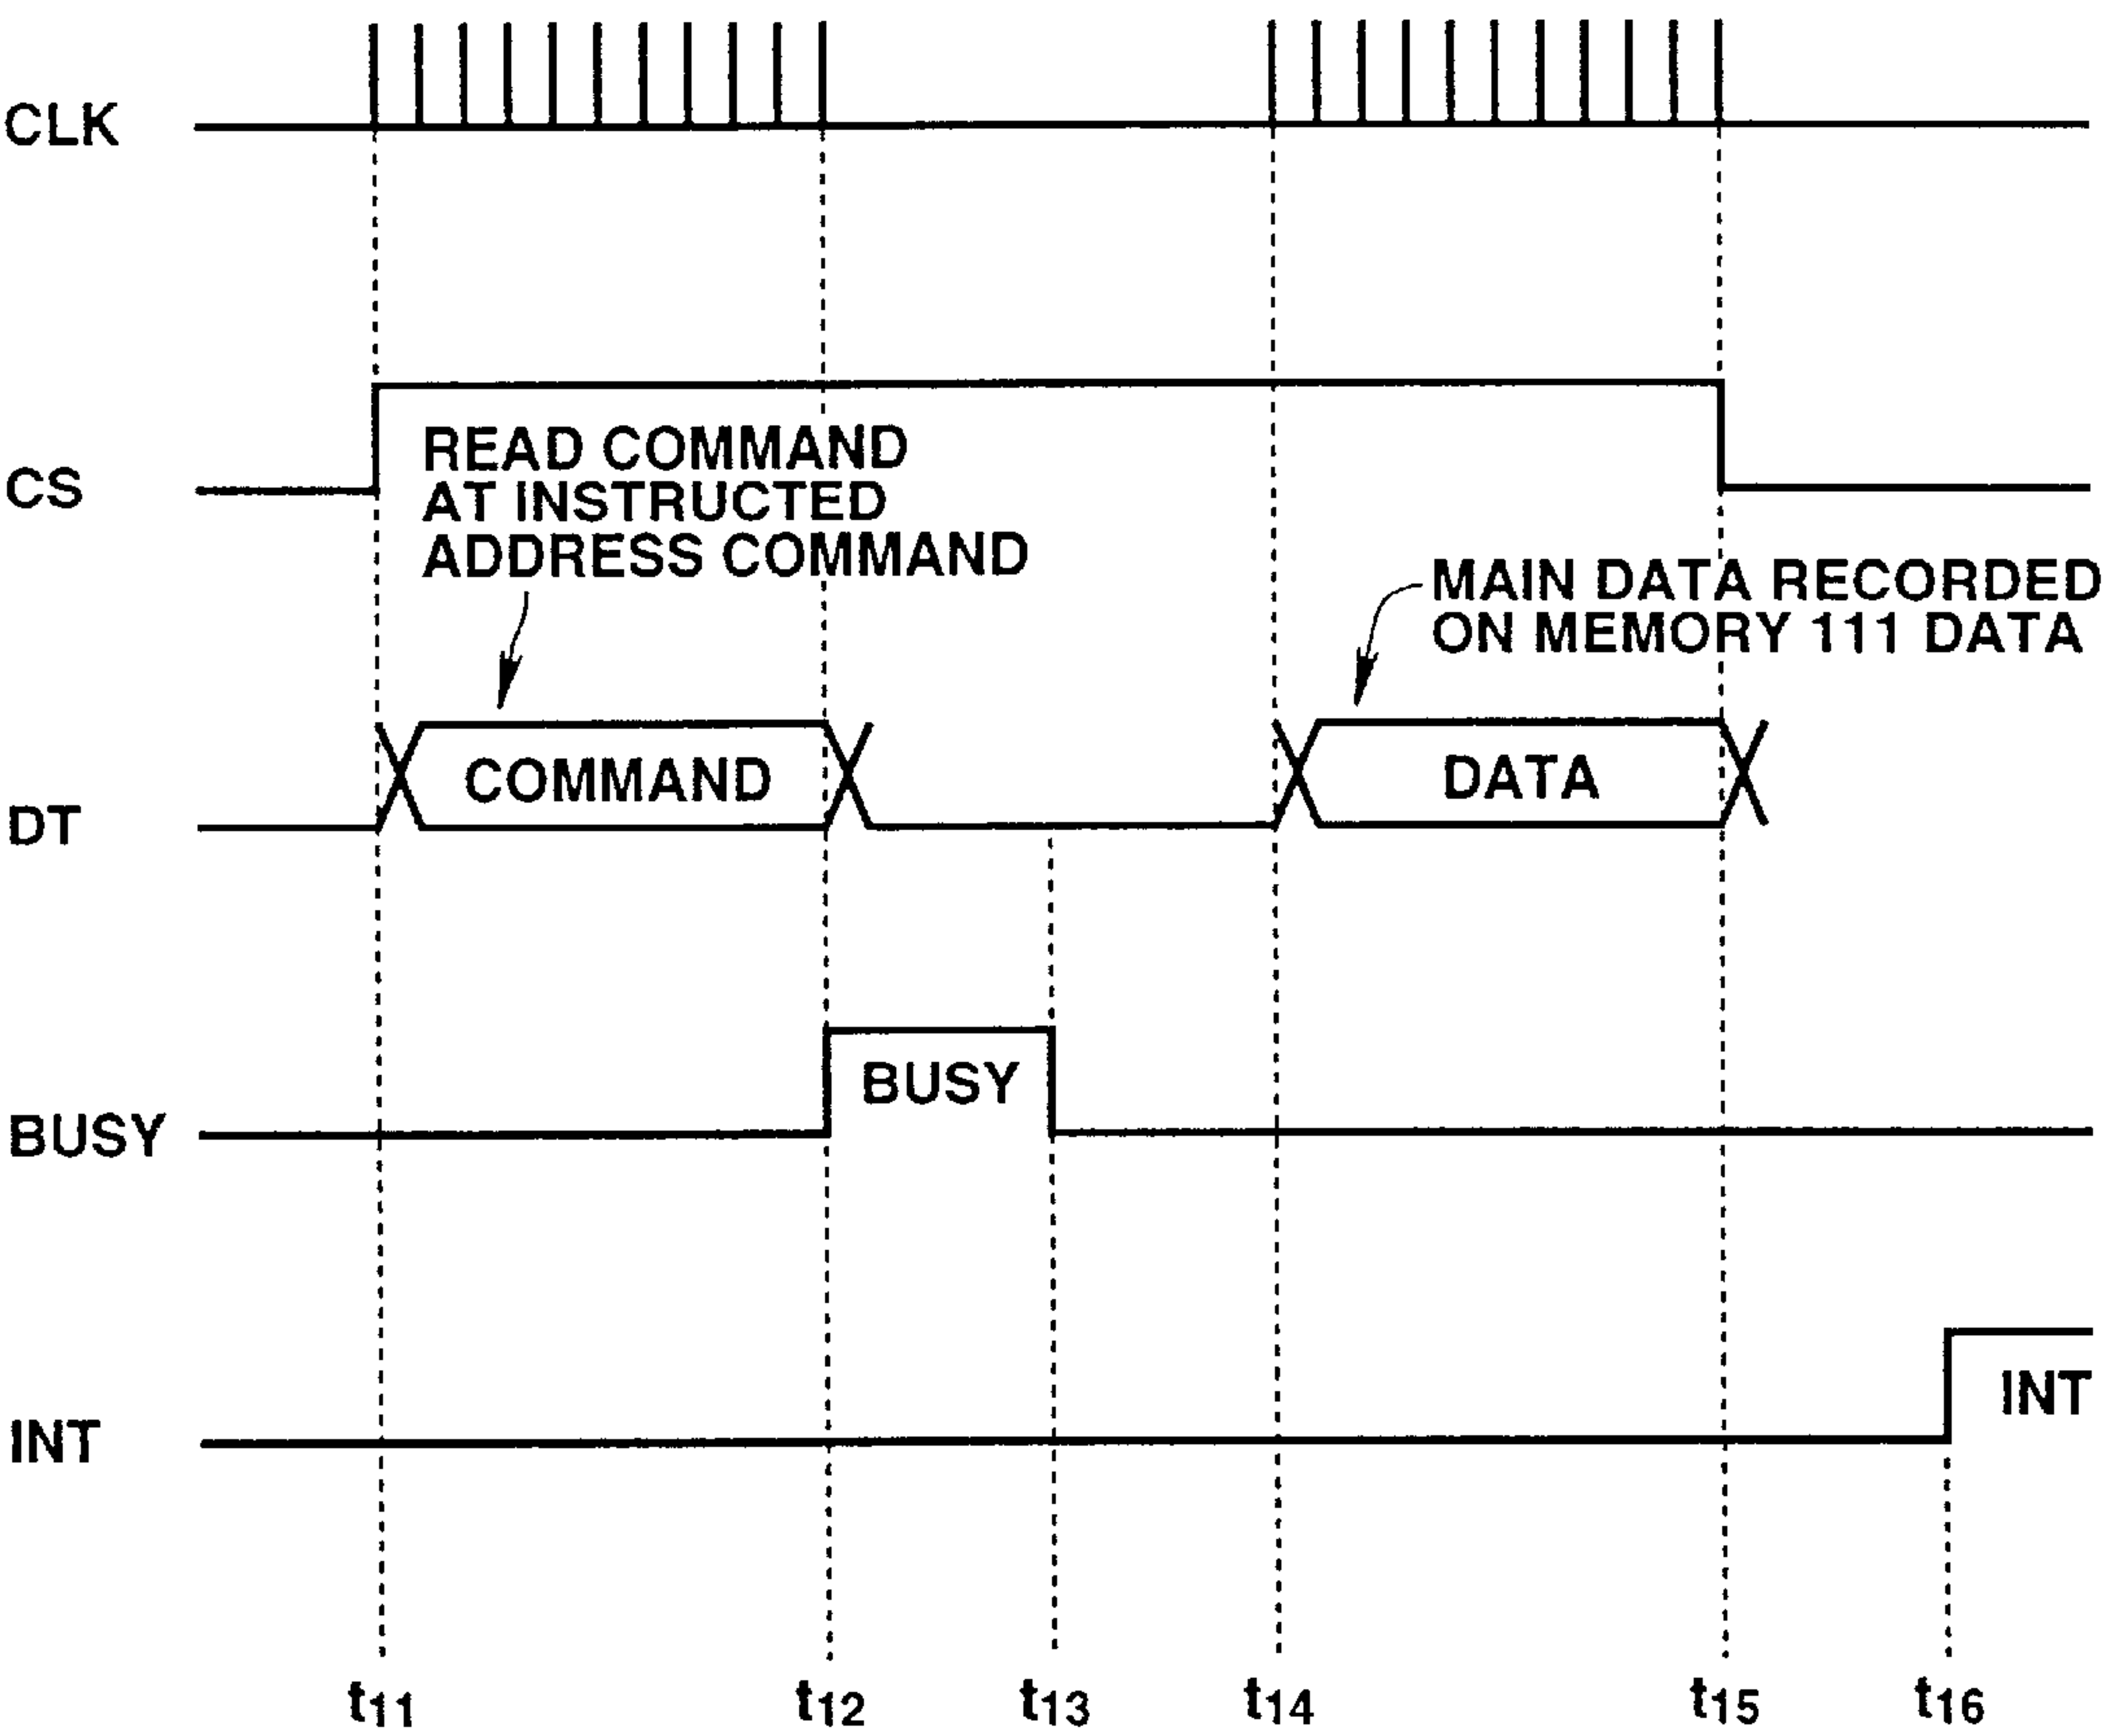 CLK
CS
READ COMMAND
AT INSTRUCTED
ADDRESS COMMAND
MAIN DATA RECORDED
ON MEMORY 111 DATA
DT
COMMAND
DATA
BUSY
BUSY
INT
INT
t11 t12 t13 t14 t15 t16